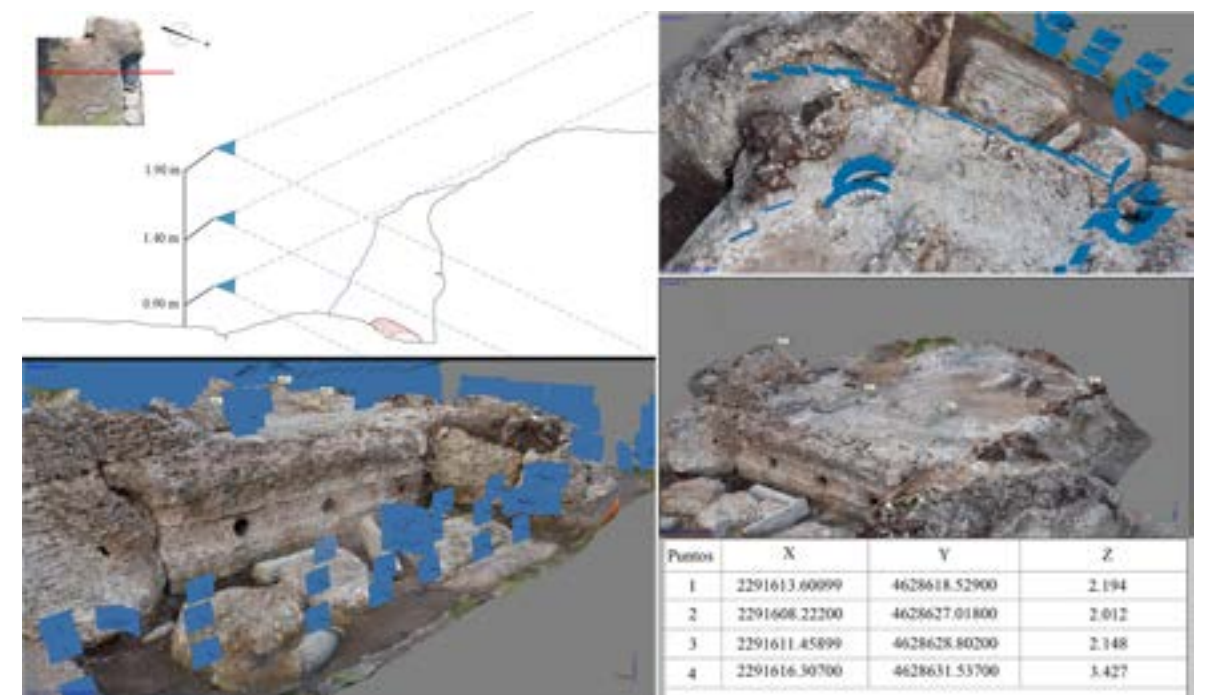 1.90 m
1.40 m
0.90 m
Puntos X Y Z
1 2291613.60099 4628618.52900 2.194
2 2291608.22200 4628627.01800 2.012
3 2291611.45899 4628628.80200 2.148
4 2291616.30700 4628631.53700 3.427